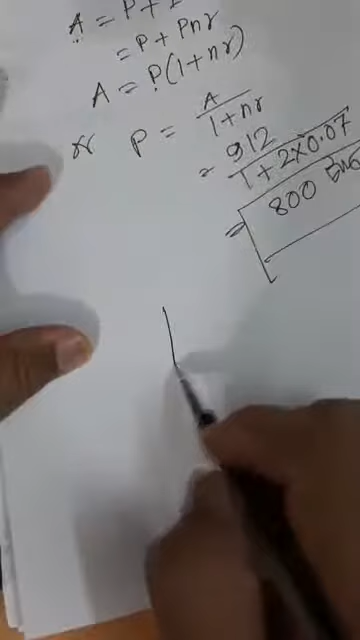 A = P + I
= P + Pnr
A = P(1+nr)
or P = A / 1+nr
= 912 / 1+2×0.07
= 800